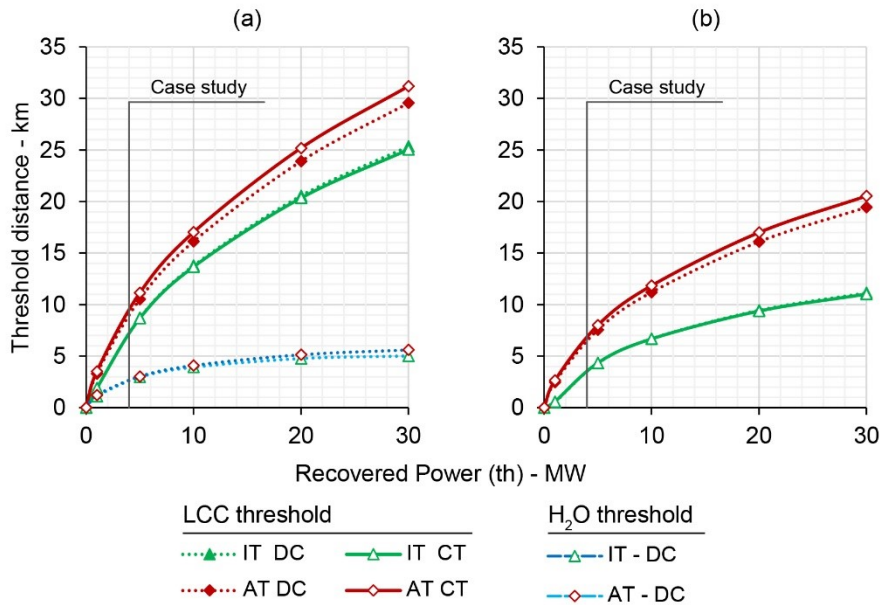 (a) (b)
35 35
30 30
25 25
20 20
15 15
10 10
5 5
0 0
Case study Case study
Threshold distance - km
0 10 20 30 0 10 20 30
Recovered Power (th) - MW
LCC threshold H₂O threshold
IT DC IT CT IT - DC
AT DC AT CT AT - DC